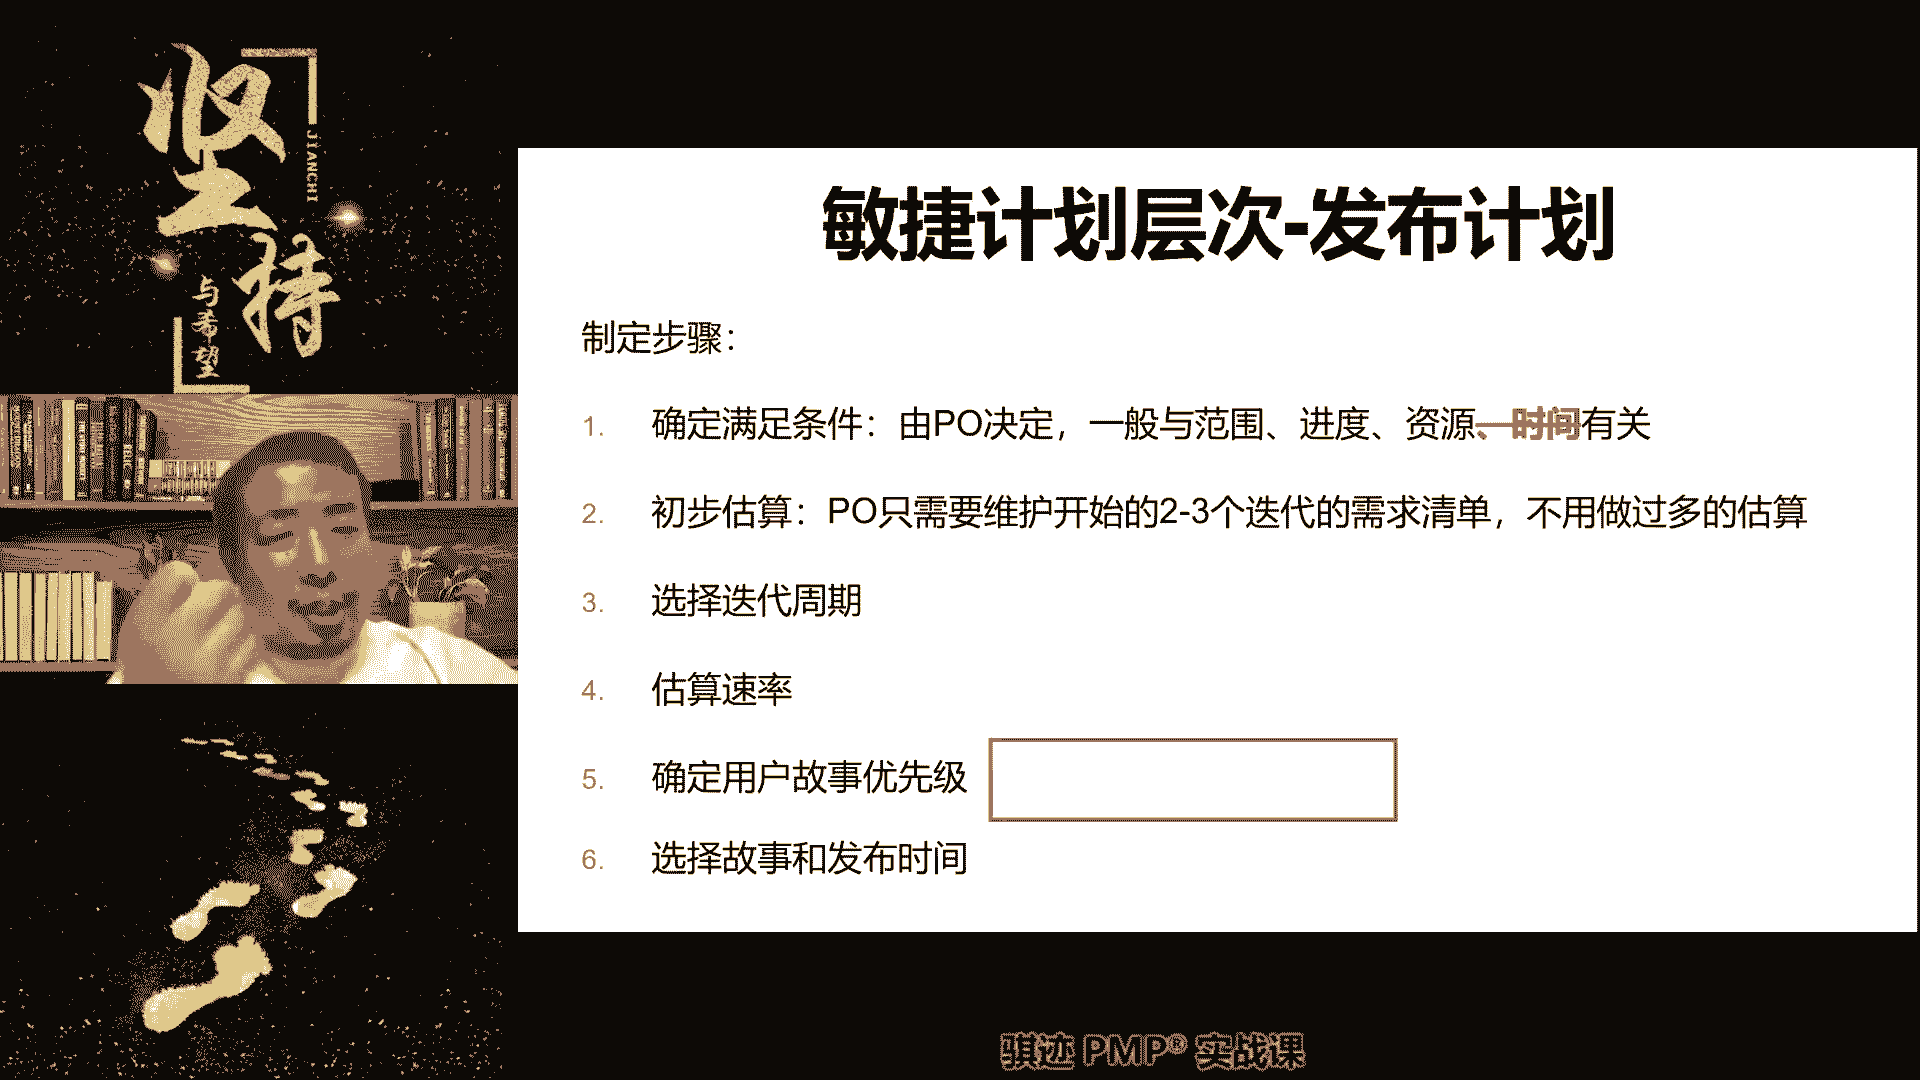 坚持
JIANCHI
与希望
敏捷计划层次-发布计划
制定步骤：
1. 确定满足条件：由PO决定，一般与范围、进度、资源、时间有关
2. 初步估算：PO只需要维护开始的2-3个迭代的需求清单，不用做过多的估算
3. 选择迭代周期
4. 估算速率
5. 确定用户故事优先级
6. 选择故事和发布时间
骐迹 PMP® 实战课